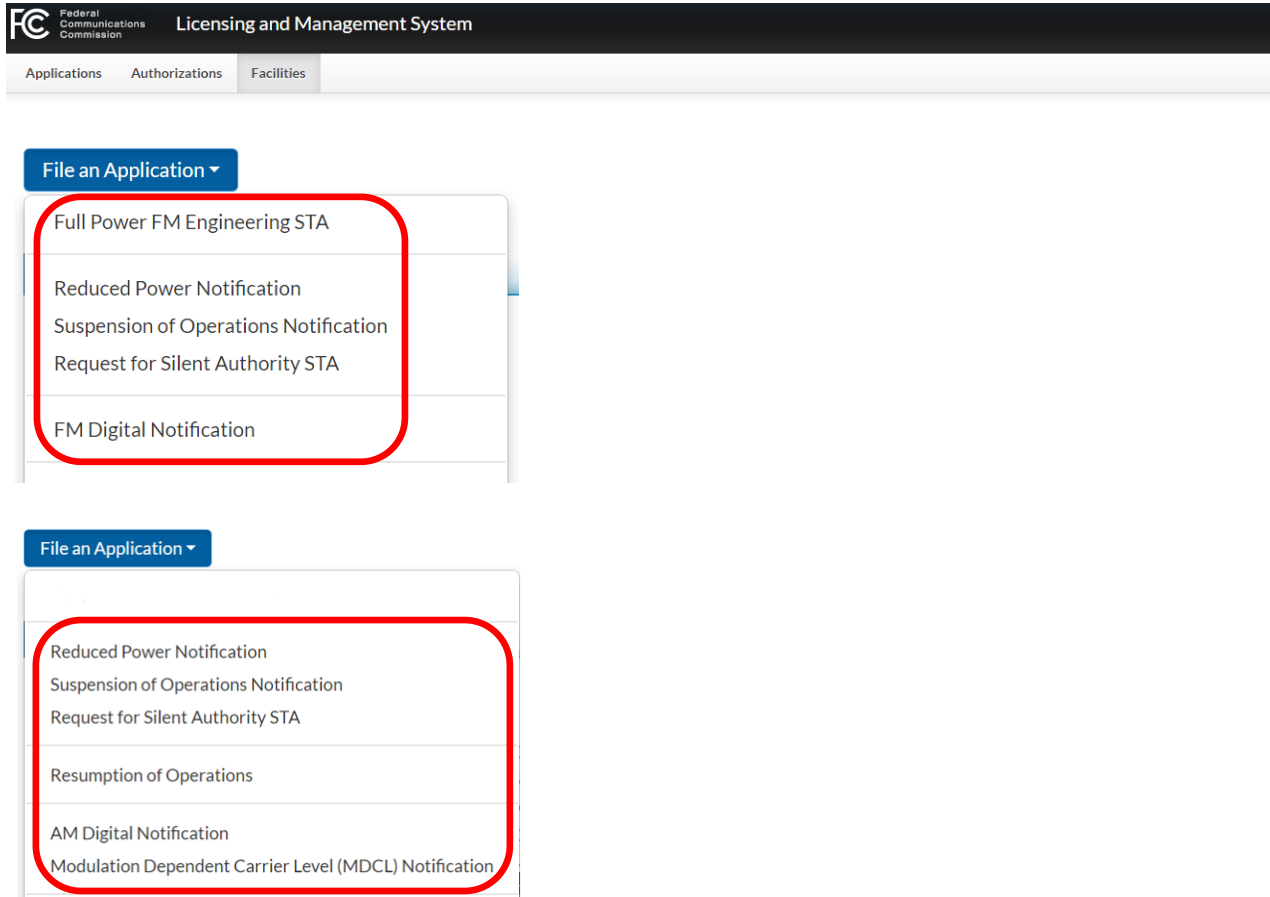 FCC Federal Communications Commission Licensing and Management System
Applications Authorizations Facilities
File an Application
Full Power FM Engineering STA
Reduced Power Notification
Suspension of Operations Notification
Request for Silent Authority STA
FM Digital Notification
File an Application
Reduced Power Notification
Suspension of Operations Notification
Request for Silent Authority STA
Resumption of Operations
AM Digital Notification
Modulation Dependent Carrier Level (MDCL) Notification